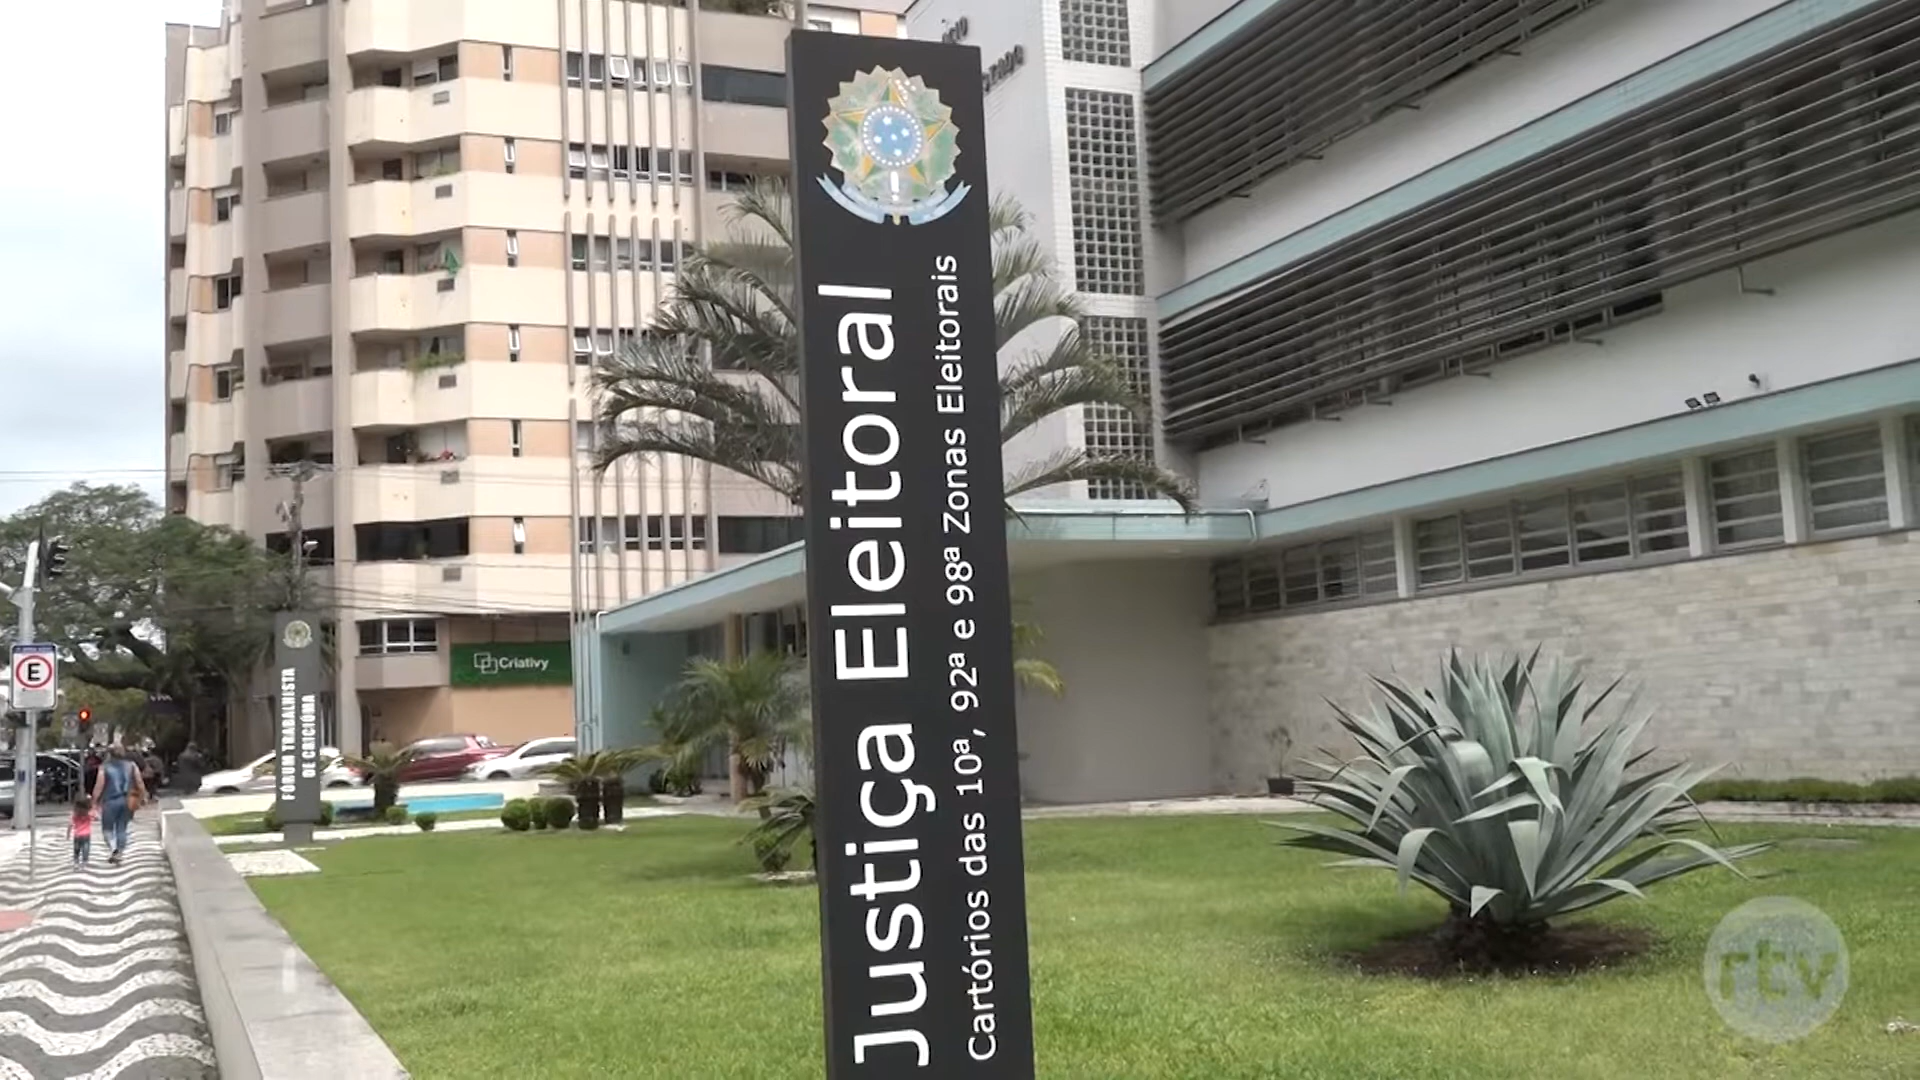 Justiça Eleitoral
Cartórios das 10ª, 92ª e 98ª Zonas Eleitorais
FÓRUM TRABALHISTA
DE CRICIÚMA
Criativy
E
rtv